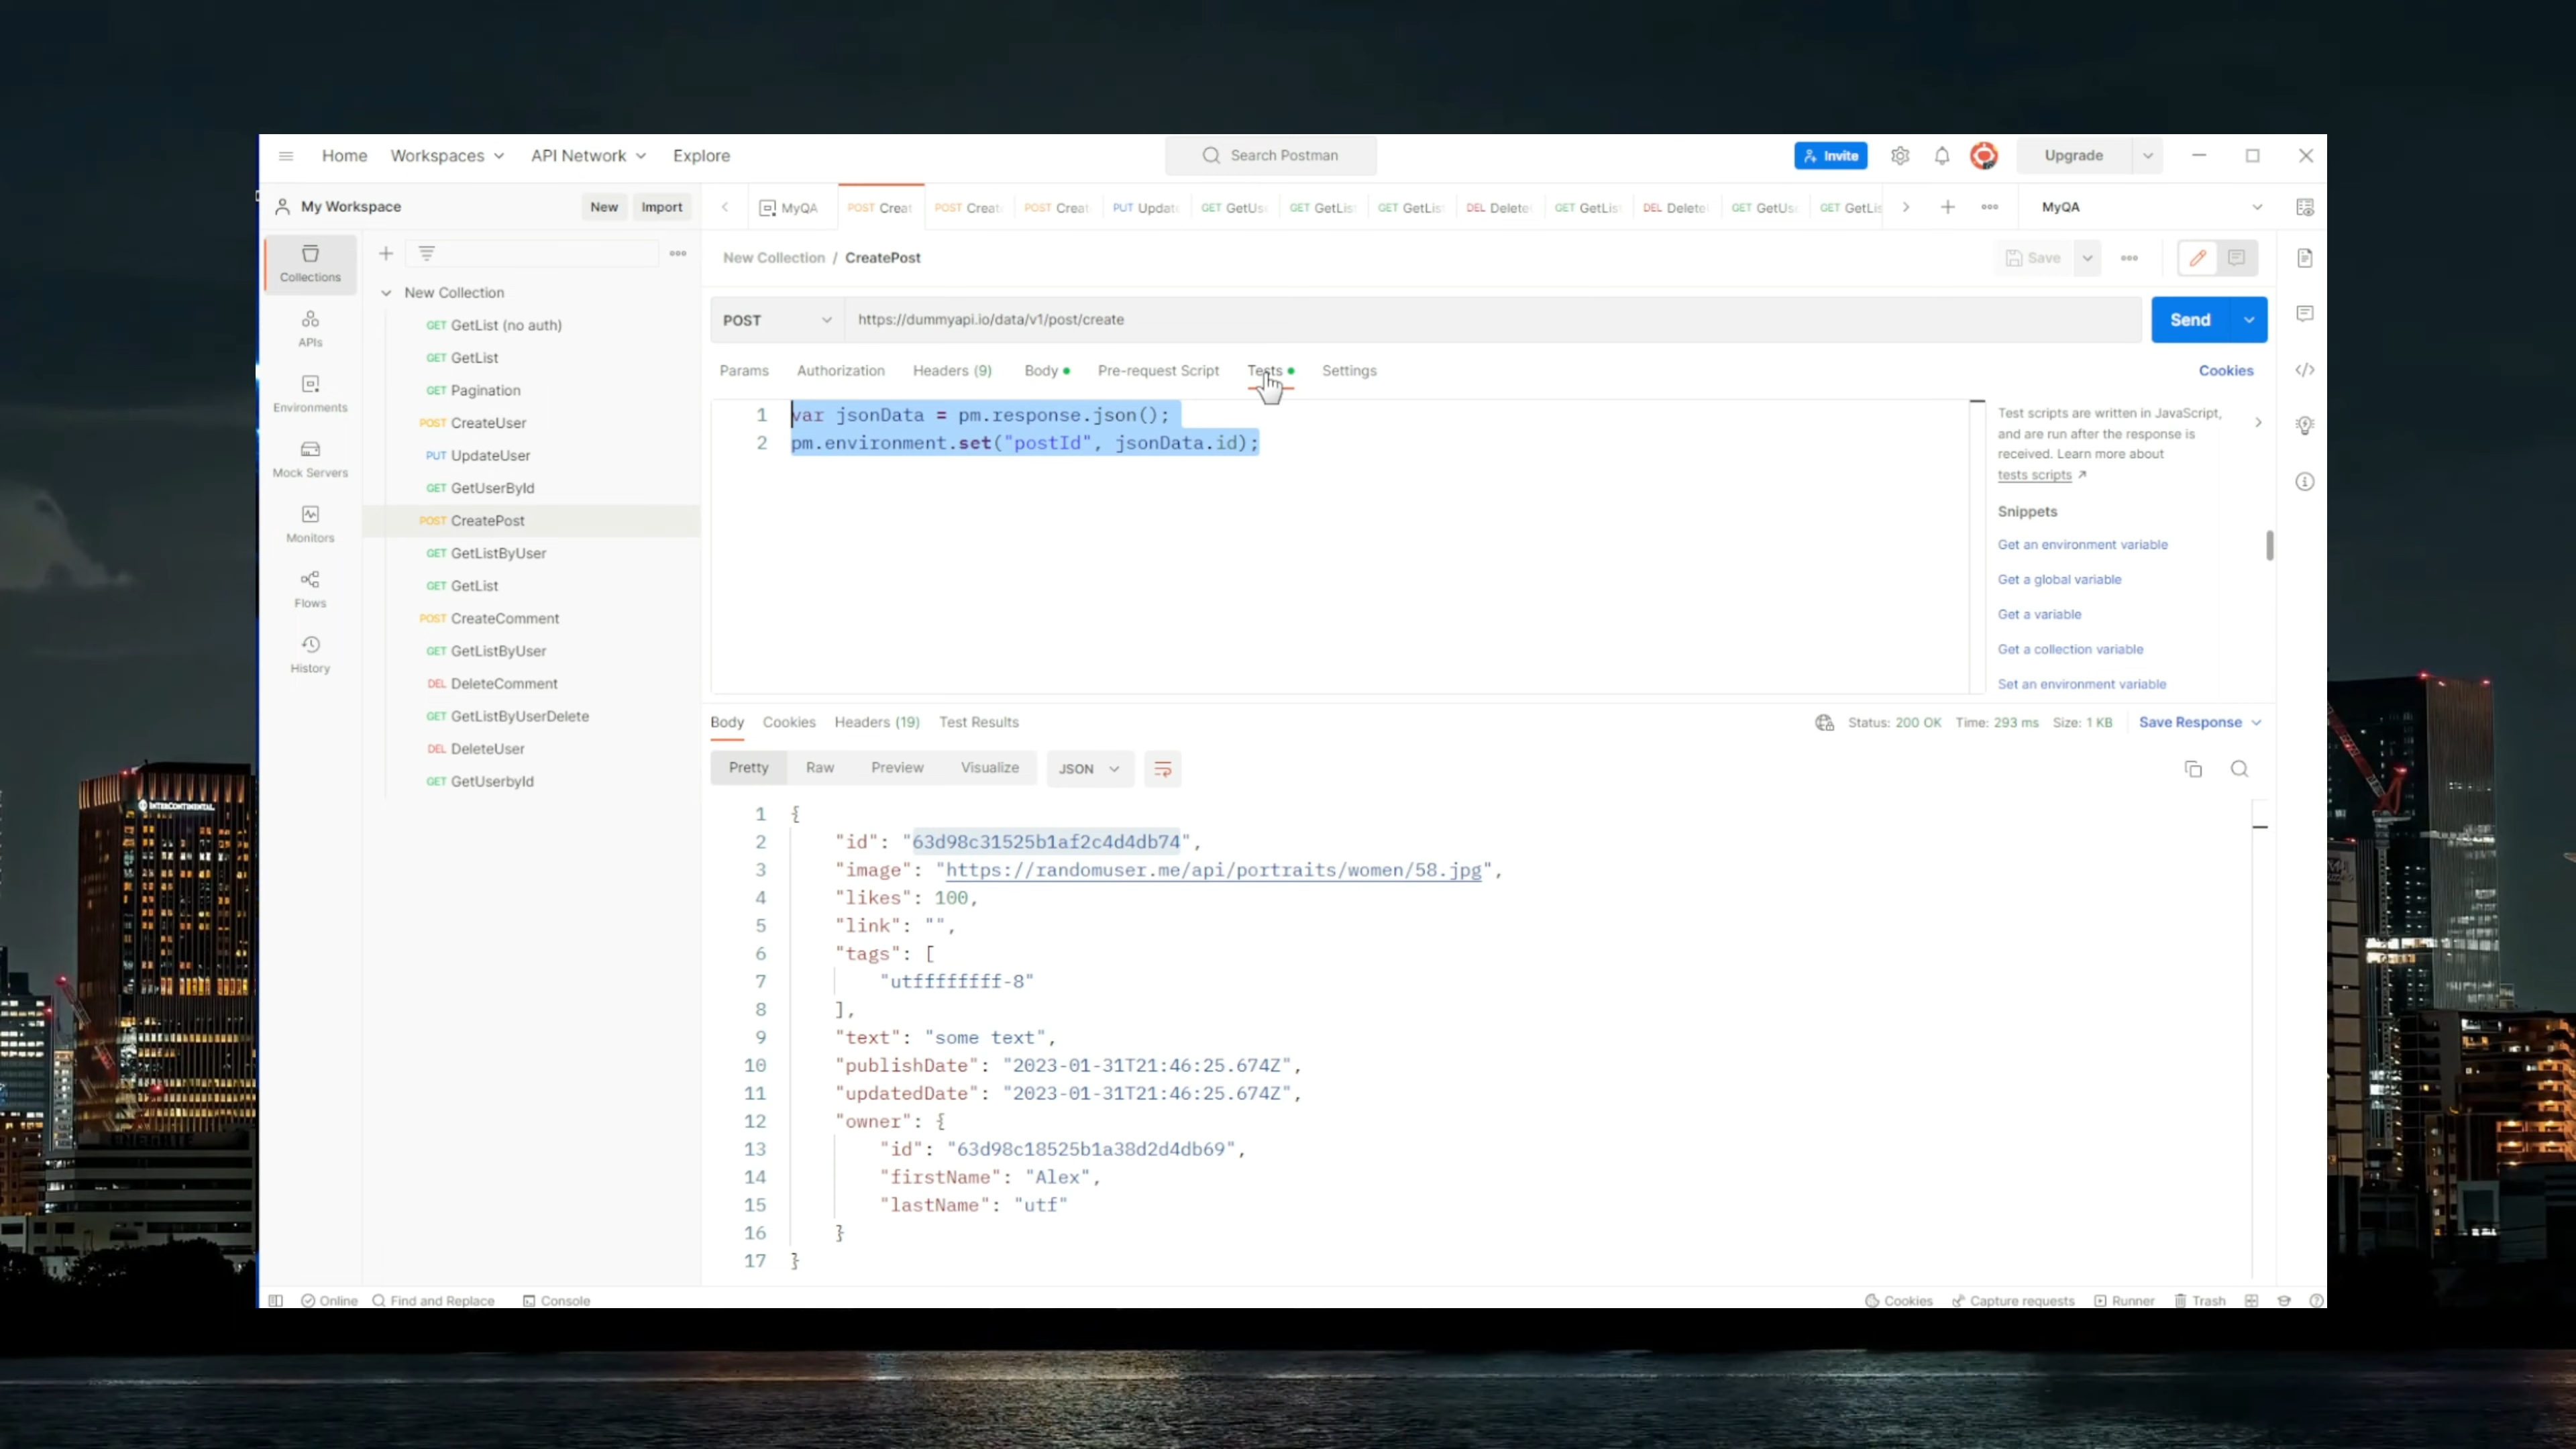 Home Workspaces API Network Explore
Search Postman
Invite
Upgrade
My Workspace
New Import
MyQA
POST Creat
POST Creat
POST Creat
PUT Updat
GET GetUs
GET GetLis
GET GetLis
DEL Delete
GET GetLis
DEL Delete
GET GetUs
GET GetLis
MyQA
Collections
APIs
Environments
Mock Servers
Monitors
Flows
History
New Collection
GET GetList (no auth)
GET GetList
GET Pagination
POST CreateUser
PUT UpdateUser
GET GetUserById
POST CreatePost
GET GetListByUser
GET GetList
POST CreateComment
GET GetListByUser
DEL DeleteComment
GET GetListByUserDelete
DEL DeleteUser
GET GetUserbyId
New Collection / CreatePost
Save
POST https://dummyapi.io/data/v1/post/create
Send
Params Authorization Headers (9) Body Pre-request Script Tests Settings
Cookies
1 var jsonData = pm.response.json();
2 pm.environment.set("postId", jsonData.id);
Test scripts are written in JavaScript,
and are run after the response is
received. Learn more about
tests scripts
Snippets
Get an environment variable
Get a global variable
Get a variable
Get a collection variable
Set an environment variable
Body Cookies Headers (19) Test Results
Status: 200 OK Time: 293 ms Size: 1 KB Save Response
Pretty Raw Preview Visualize JSON
1 {
2 "id": "63d98c31525b1af2c4d4db74",
3 "image": "https://randomuser.me/api/portraits/women/58.jpg",
4 "likes": 100,
5 "link": "",
6 "tags": [
7 "utfffffffff-8"
8 ],
9 "text": "some text",
10 "publishDate": "2023-01-31T21:46:25.674Z",
11 "updatedDate": "2023-01-31T21:46:25.674Z",
12 "owner": {
13 "id": "63d98c18525b1a38d2d4db69",
14 "firstName": "Alex",
15 "lastName": "utf"
16 }
17 }
Online Find and Replace Console
Cookies Capture requests Runner Trash
INTERCONTINENTAL